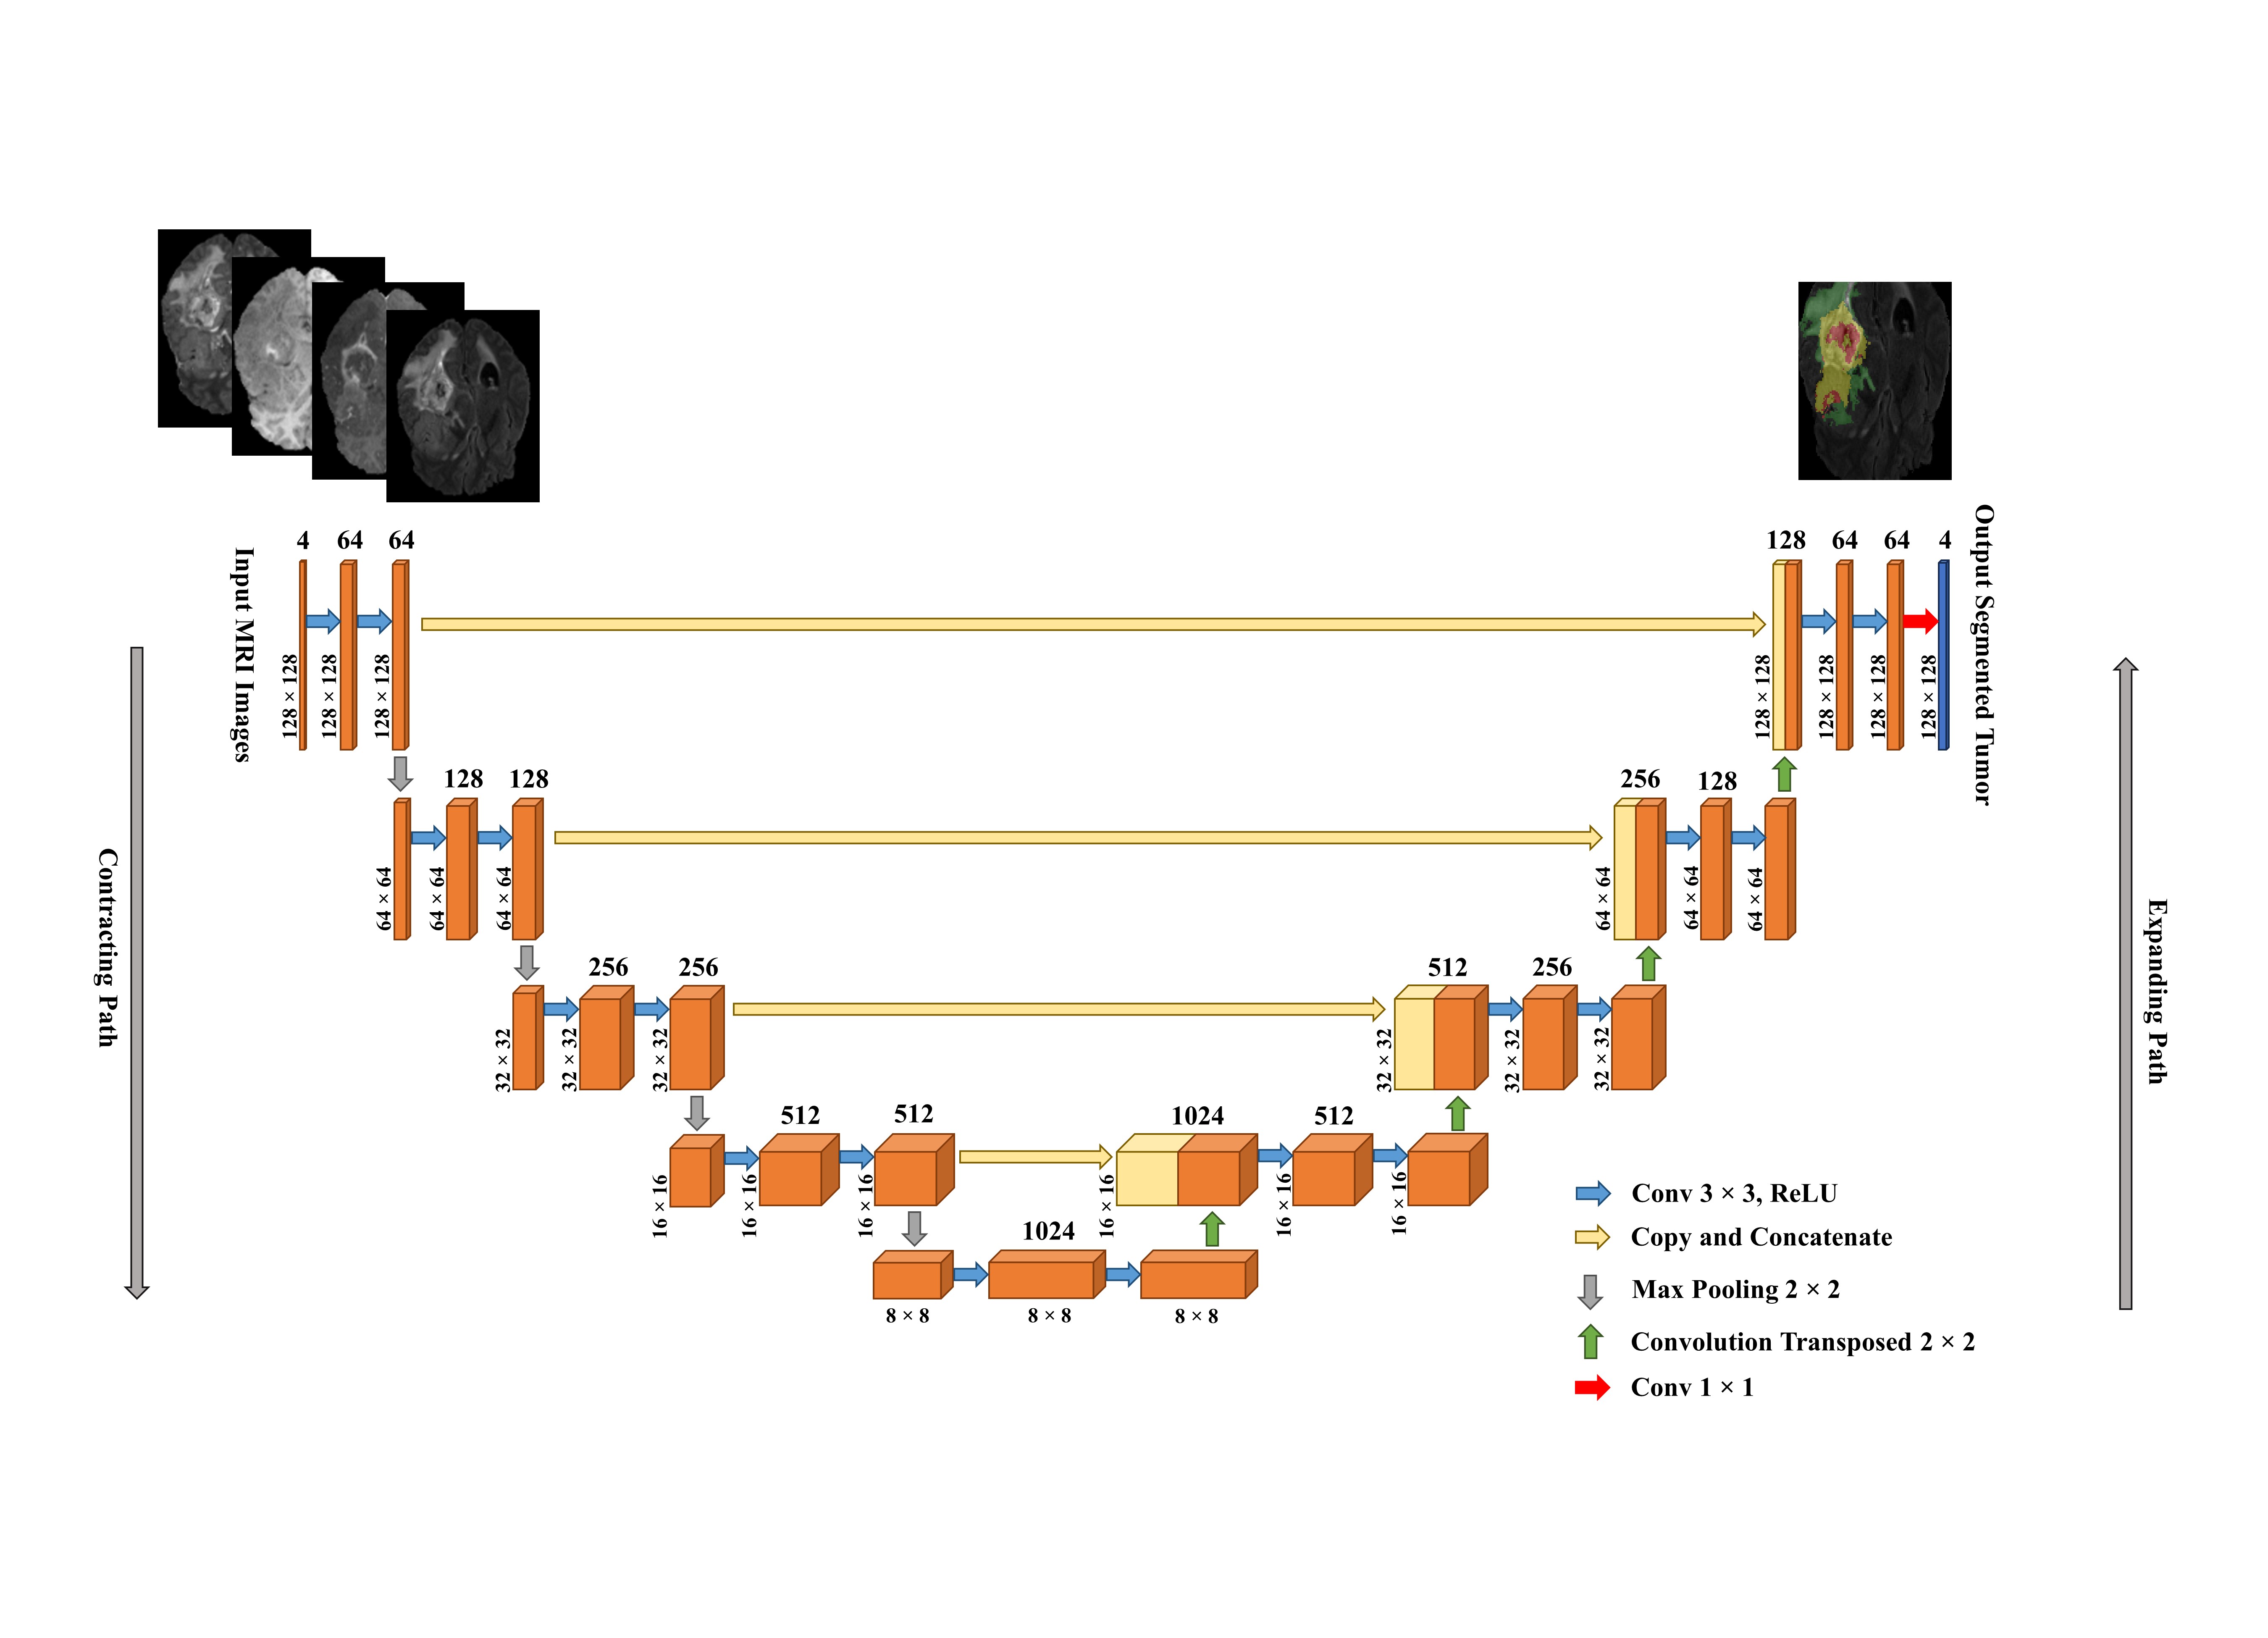 4
64
64
128
64
64
4
Input MRI Images
128 × 128
128 × 128
128 × 128
128 × 128
128 × 128
128 × 128
128 × 128
Output Segmented Tumor
128
128
256
128
64 × 64
64 × 64
64 × 64
64 × 64
64 × 64
64 × 64
Contracting Path
Expanding Path
256
256
512
256
32 × 32
32 × 32
32 × 32
32 × 32
32 × 32
32 × 32
512
512
1024
512
16 × 16
16 × 16
16 × 16
16 × 16
16 × 16
16 × 16
1024
8 × 8
8 × 8
8 × 8
Conv 3 × 3, ReLU
Copy and Concatenate
Max Pooling 2 × 2
Convolution Transposed 2 × 2
Conv 1 × 1